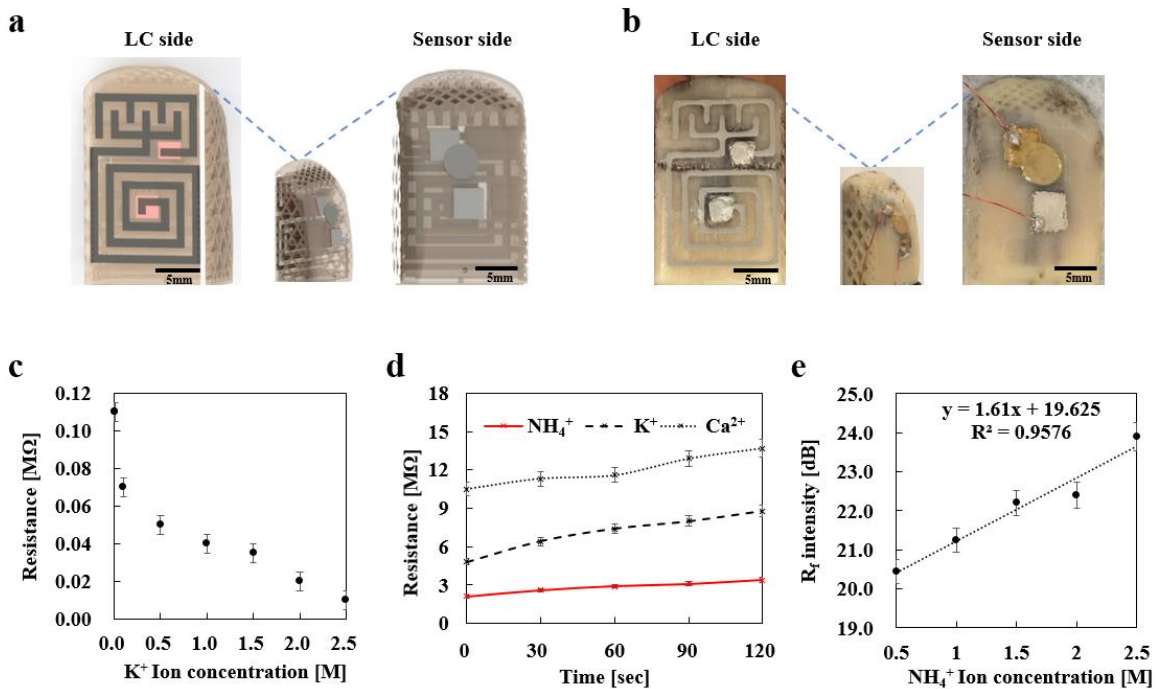 a
LC side
Sensor side
5mm
5mm
b
LC side
Sensor side
5mm
5mm
c
Resistance [MΩ]
0.12
0.10
0.08
0.06
0.04
0.02
0.00
0.0 0.5 1.0 1.5 2.0 2.5
K⁺ Ion concentration [M]
d
Resistance [MΩ]
18
15
12
9
6
3
0
NH₄⁺ K⁺ Ca²⁺
0 30 60 90 120
Time [sec]
e
Rf intensity [dB]
25.0
24.0
23.0
22.0
21.0
20.0
19.0
y = 1.61x + 19.625
R² = 0.9576
0.5 1 1.5 2 2.5
NH₄⁺ Ion concentration [M]